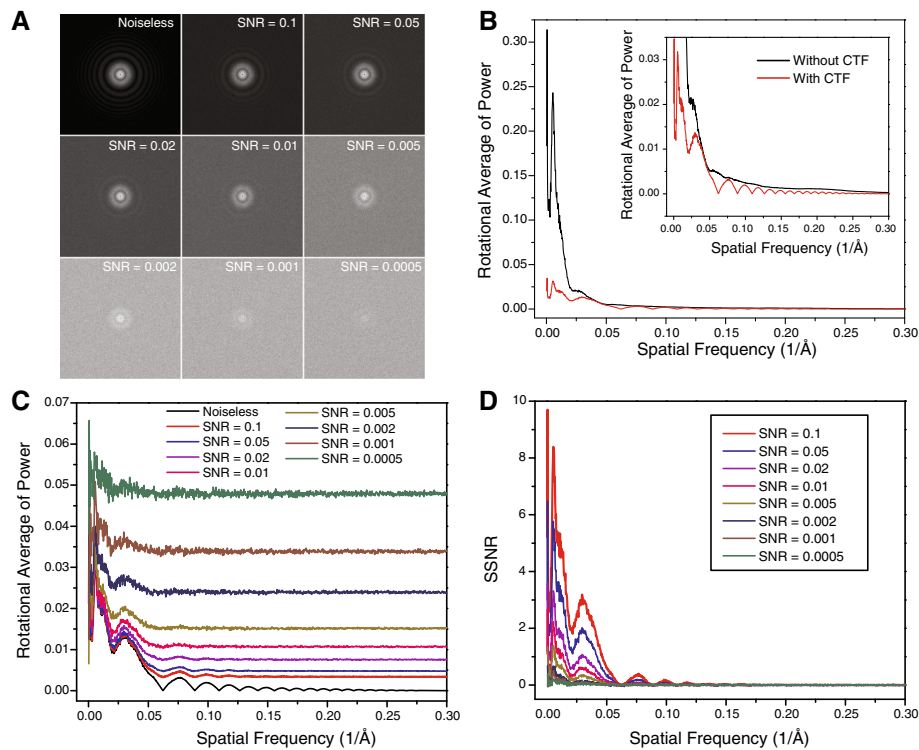 A
Noiseless
SNR = 0.1
SNR = 0.05
SNR = 0.02
SNR = 0.01
SNR = 0.005
SNR = 0.002
SNR = 0.001
SNR = 0.0005
B
Rotational Average of Power
0.30
0.25
0.20
0.15
0.10
0.05
0.00
0.00 0.05 0.10 0.15 0.20 0.25 0.30
Spatial Frequency (1/Å)
Rotational Average of Power
0.03
0.02
0.01
0.00
0.00 0.05 0.10 0.15 0.20 0.25 0.30
Spatial Frequency (1/Å)
Without CTF
With CTF
C
Rotational Average of Power
0.07
0.06
0.05
0.04
0.03
0.02
0.01
0.00
0.00 0.05 0.10 0.15 0.20 0.25 0.30
Spatial Frequency (1/Å)
Noiseless
SNR = 0.1
SNR = 0.05
SNR = 0.02
SNR = 0.01
SNR = 0.005
SNR = 0.002
SNR = 0.001
SNR = 0.0005
D
SSNR
10
8
6
4
2
0
0.00 0.05 0.10 0.15 0.20 0.25 0.30
Spatial Frequency (1/Å)
SNR = 0.1
SNR = 0.05
SNR = 0.02
SNR = 0.01
SNR = 0.005
SNR = 0.002
SNR = 0.001
SNR = 0.0005